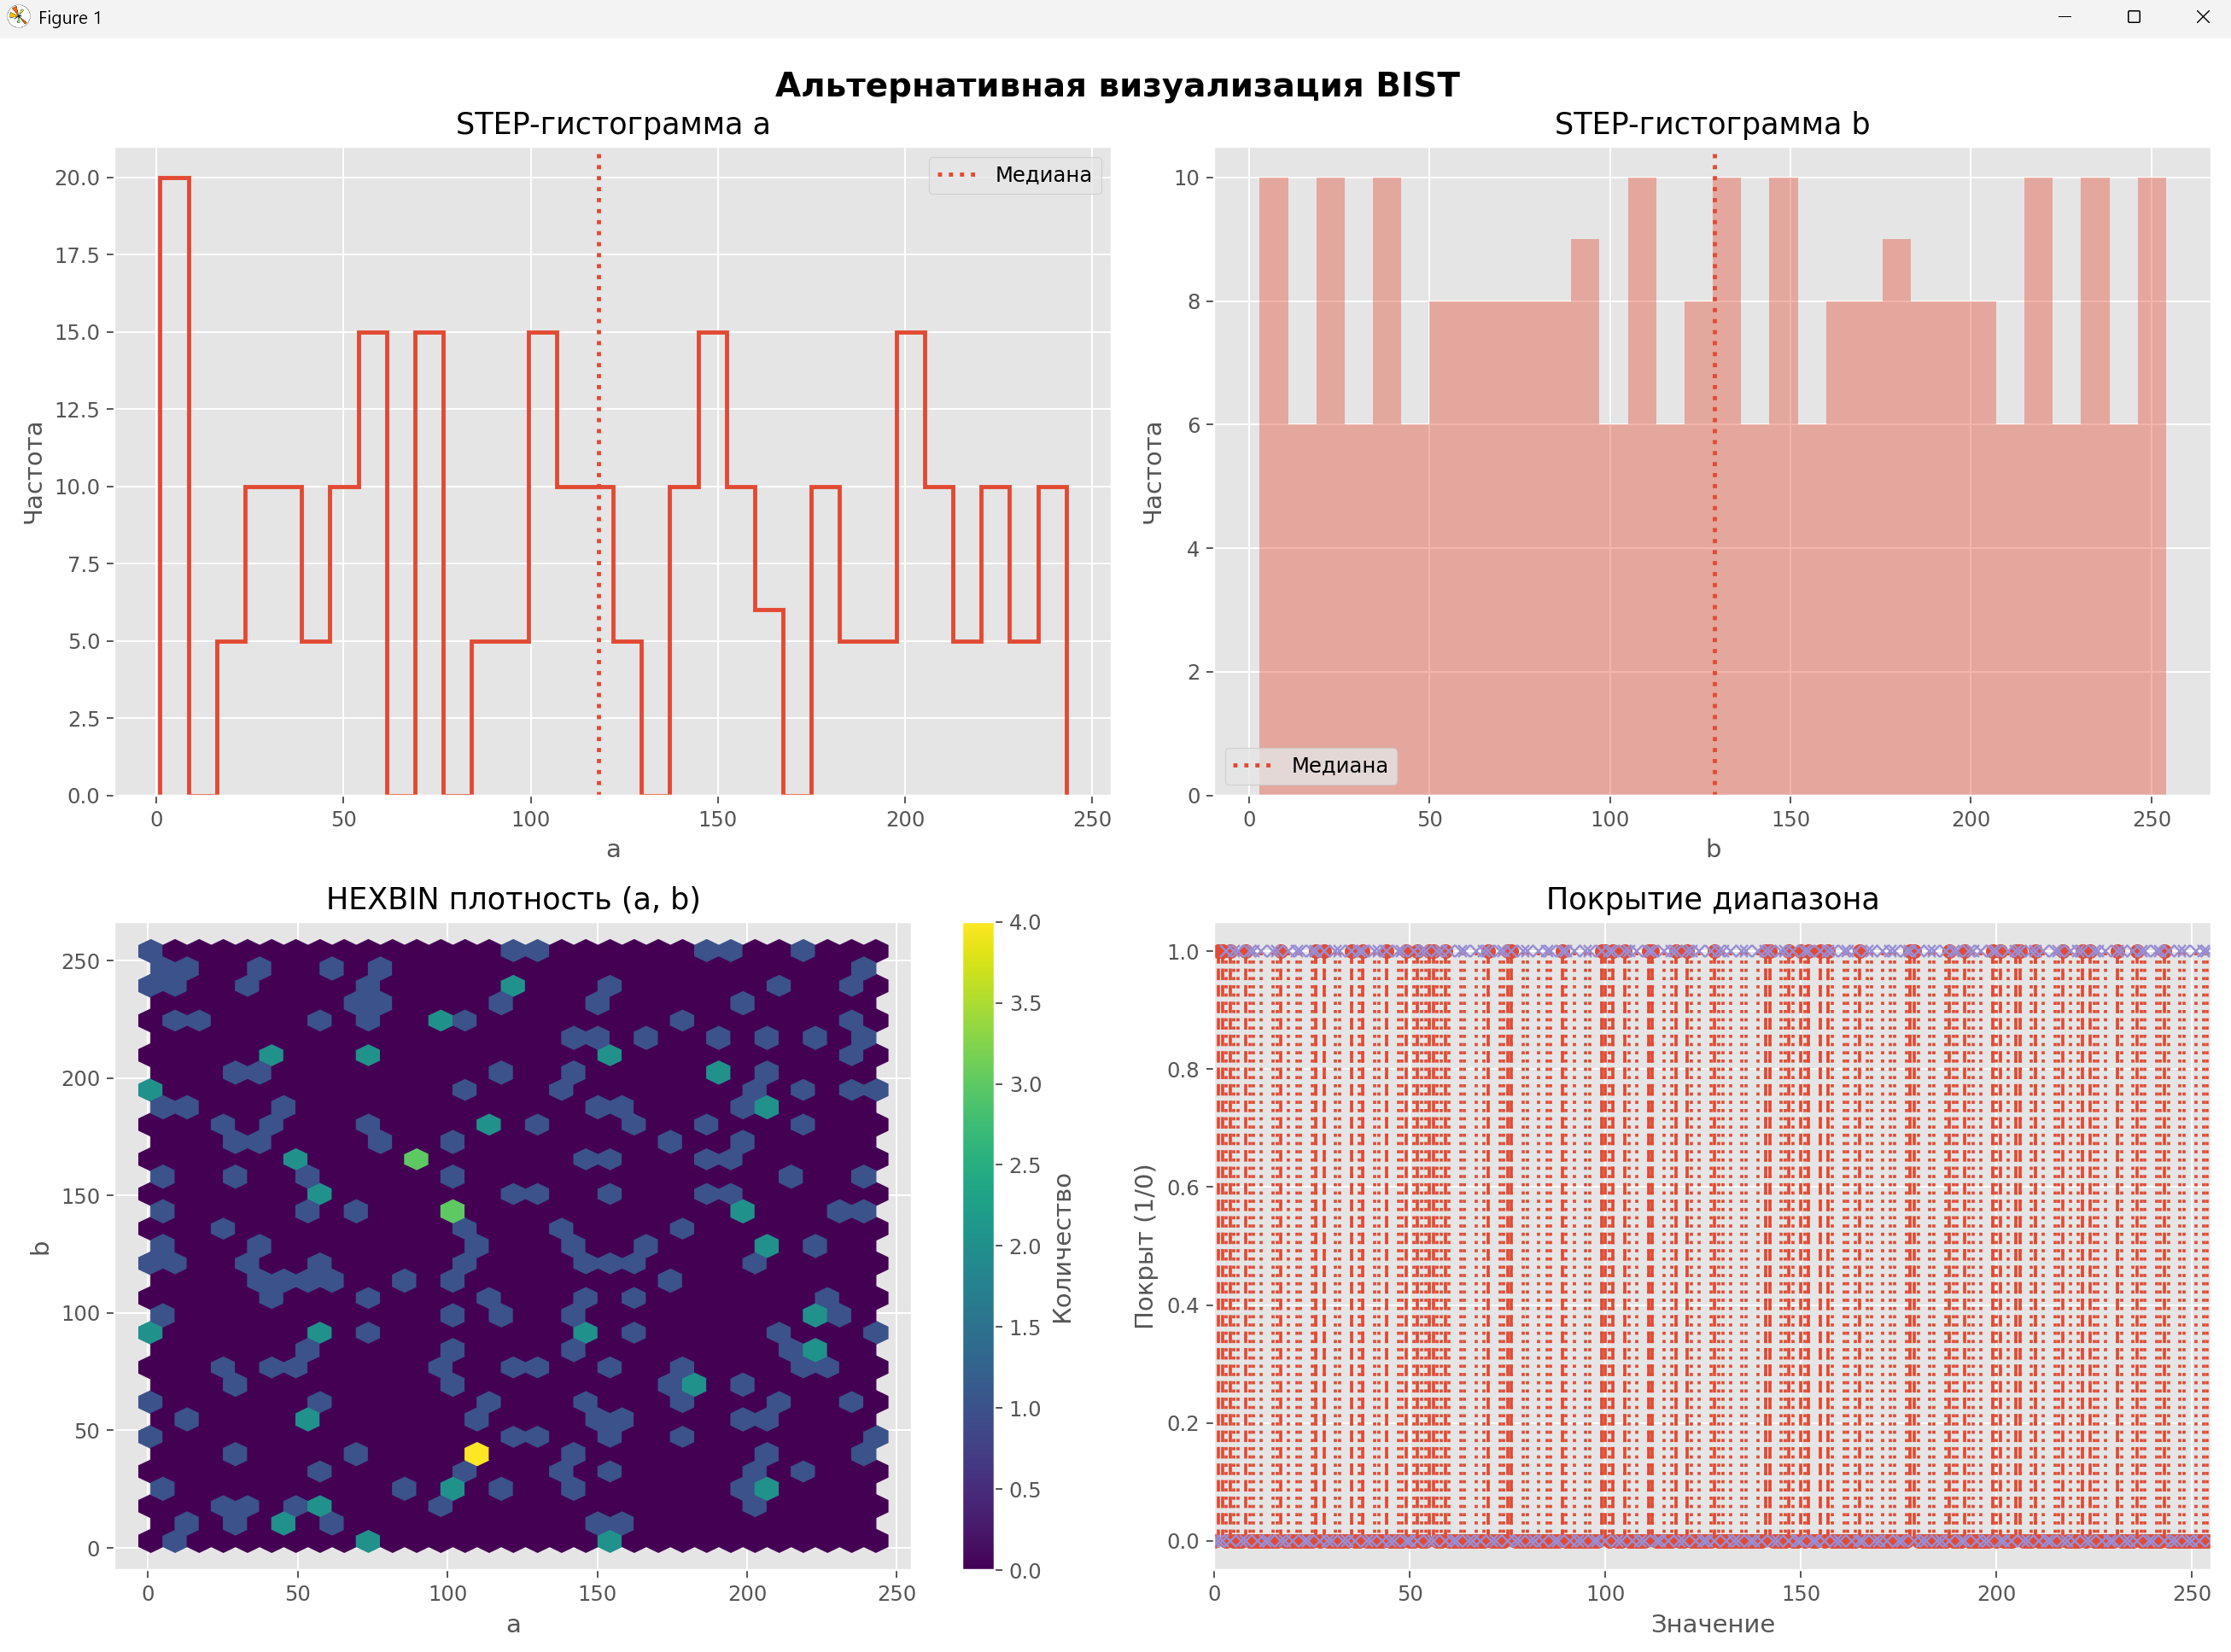 Figure 1
Альтернативная визуализация BIST
STEP-гистограмма a
20.0
17.5
15.0
12.5
10.0
7.5
5.0
2.5
0.0
Частота
Медиана
0 50 100 150 200 250
a
STEP-гистограмма b
10
8
6
4
2
0
Частота
Медиана
0 50 100 150 200 250
b
HEXBIN плотность (a, b)
250
200
150
100
50
0
b
0 50 100 150 200 250
a
4.0
3.5
3.0
2.5
2.0
1.5
1.0
0.5
0.0
Количество
Покрытие диапазона
1.0
0.8
0.6
0.4
0.2
0.0
Покрыт (1/0)
0 50 100 150 200 250
Значение